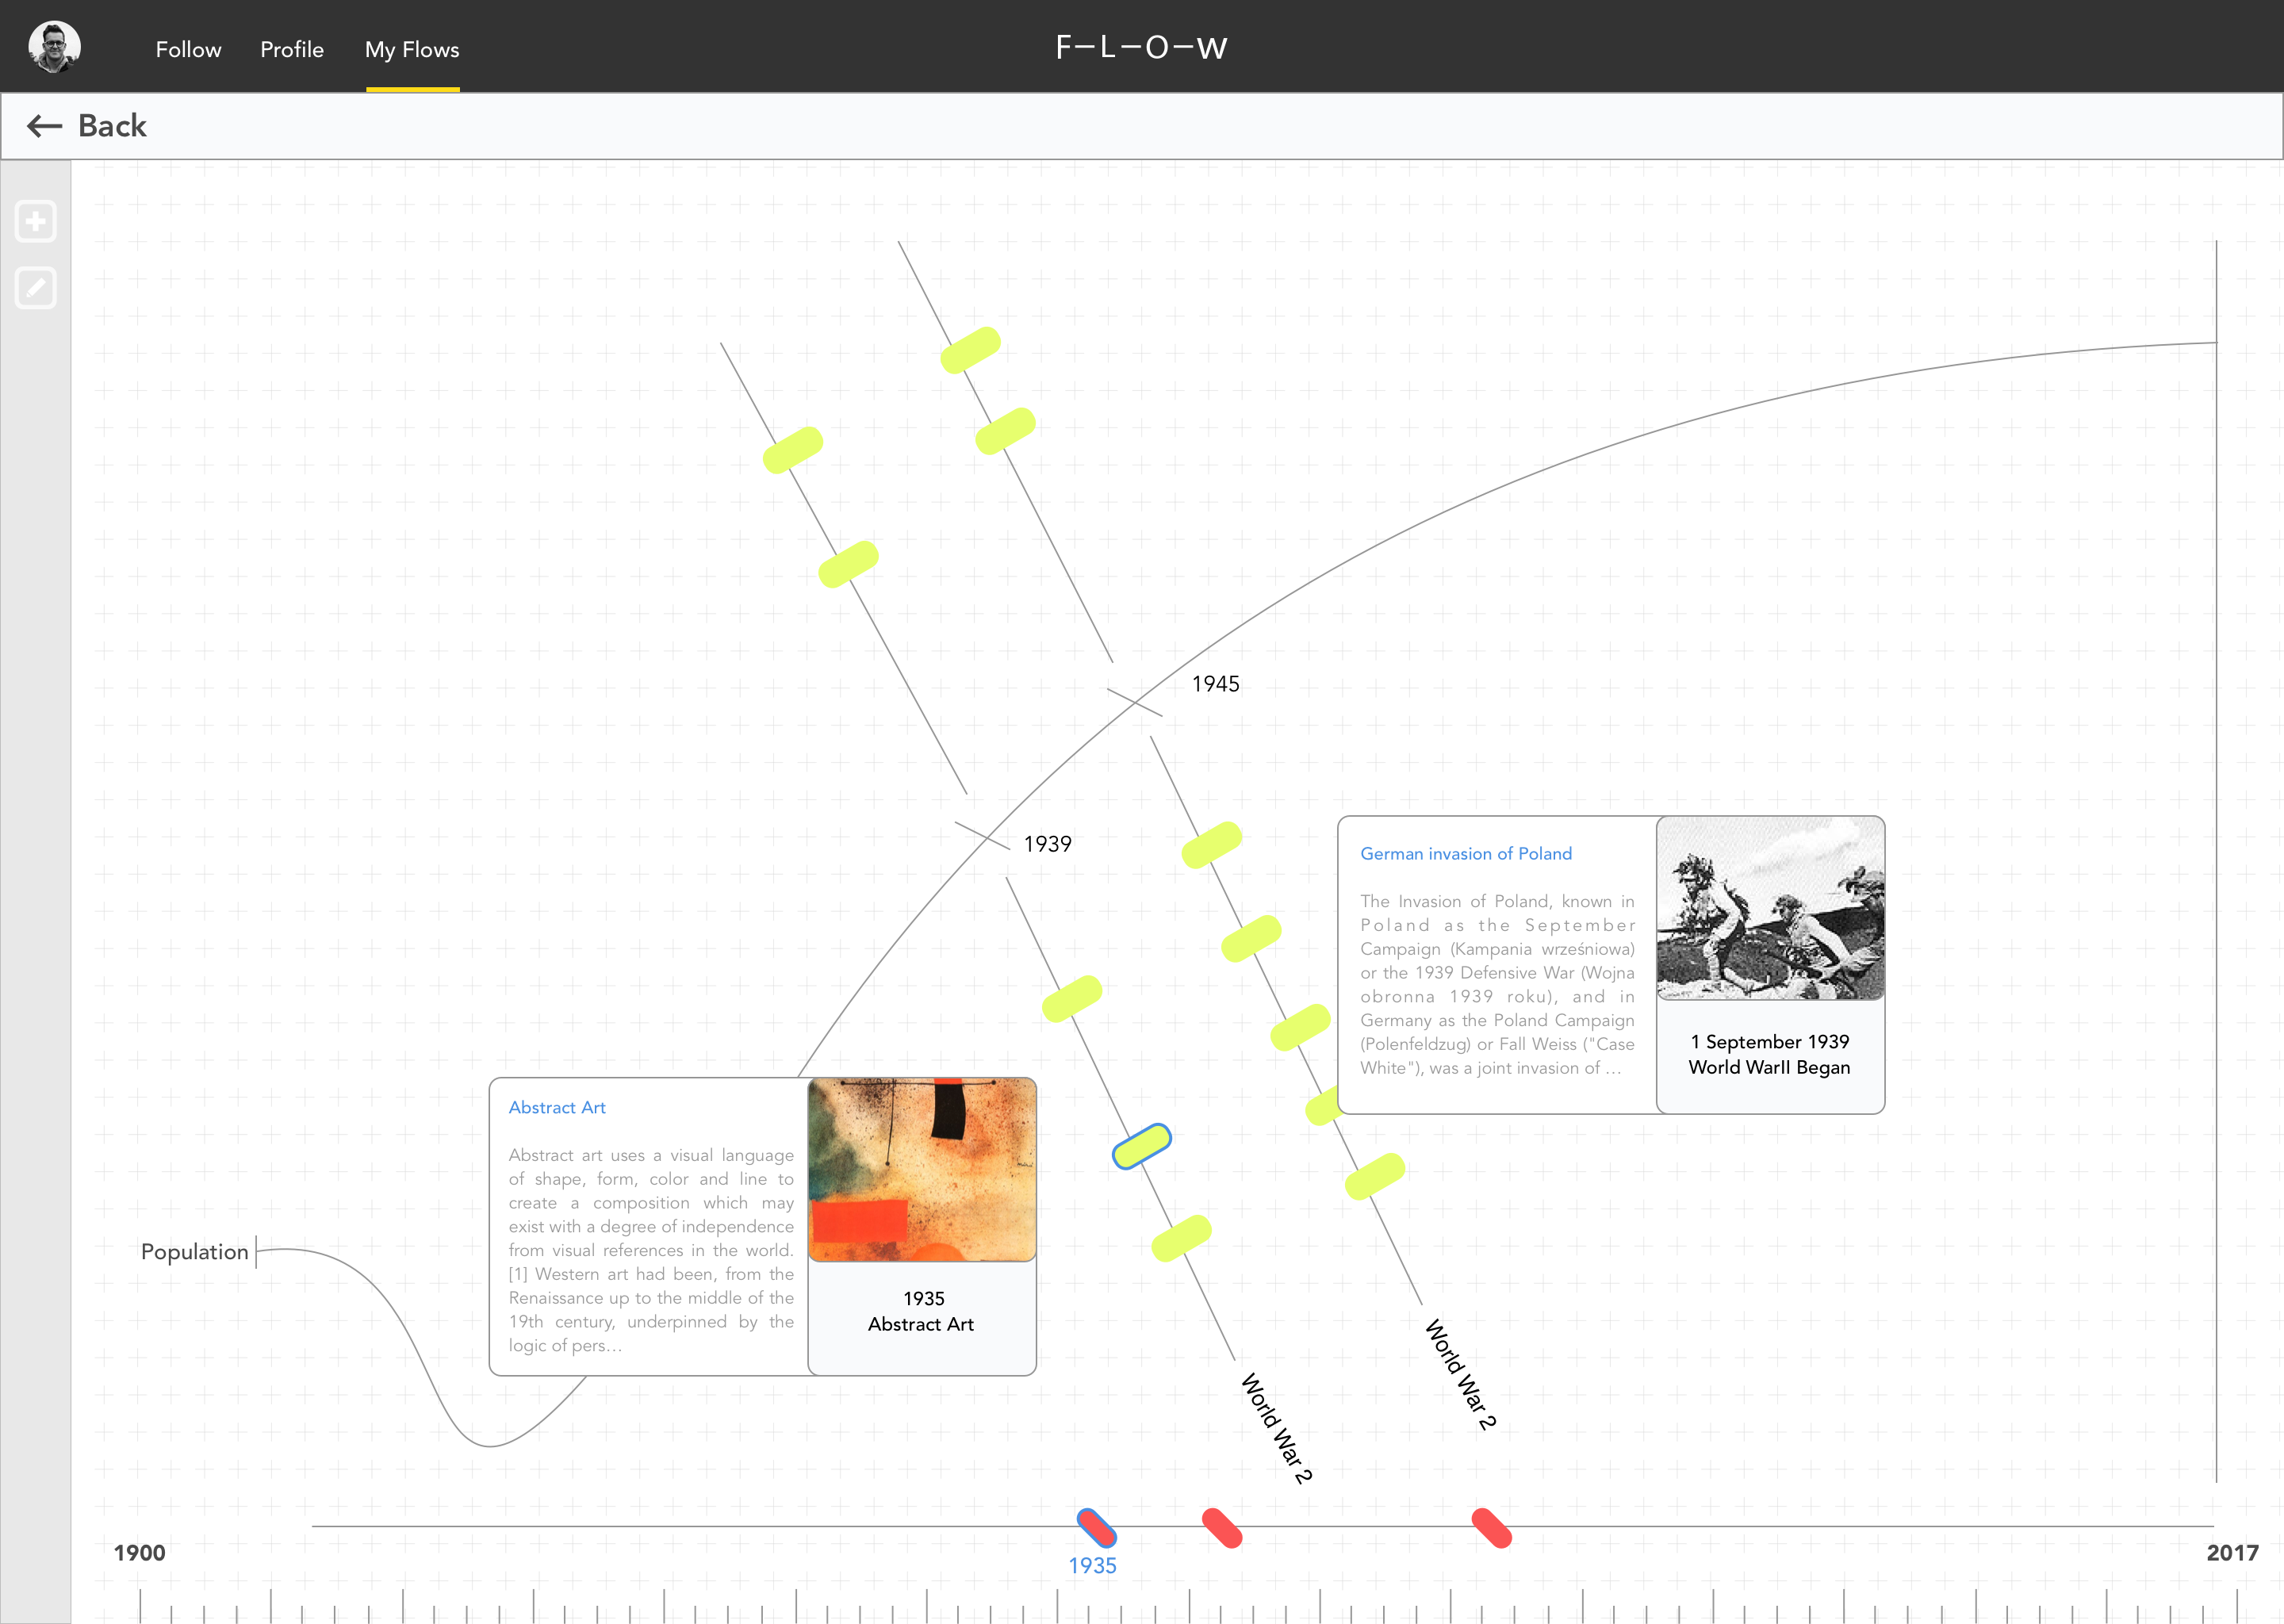 Follow
Profile
My Flows
F—L—O—W
Back
1945
1939
German invasion of Poland
The Invasion of Poland, known in
Poland as the September
Campaign (Kampania wrześniowa)
or the 1939 Defensive War (Wojna
obronna 1939 roku), and in
Germany as the Poland Campaign
(Polenfeldzug) or Fall Weiss ("Case
White"), was a joint invasion of …
1 September 1939
World WarII Began
Abstract Art
Abstract art uses a visual language
of shape, form, color and line to
create a composition which may
exist with a degree of independence
from visual references in the world.
[1] Western art had been, from the
Renaissance up to the middle of the
19th century, underpinned by the
logic of pers…
1935
Abstract Art
Population
World War 2
World War 2
1900
1935
2017